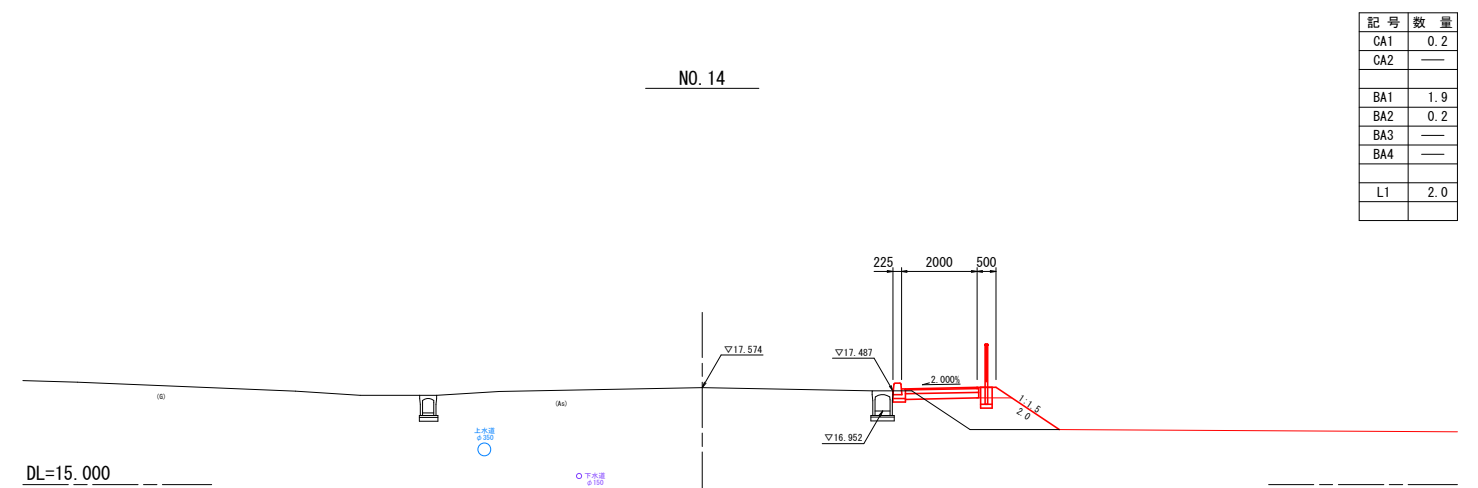 記 号 数 量
CA1 0.2
CA2 ―
BA1 1.9
BA2 0.2
BA3 ―
BA4 ―
L1 2.0
NO.14
225 2000 500
▽17.574
▽17.487
2.000%
1:1.5
2.0
(G)
(As)
▽16.952
上水道
φ350
下水道
φ150
DL=15.000